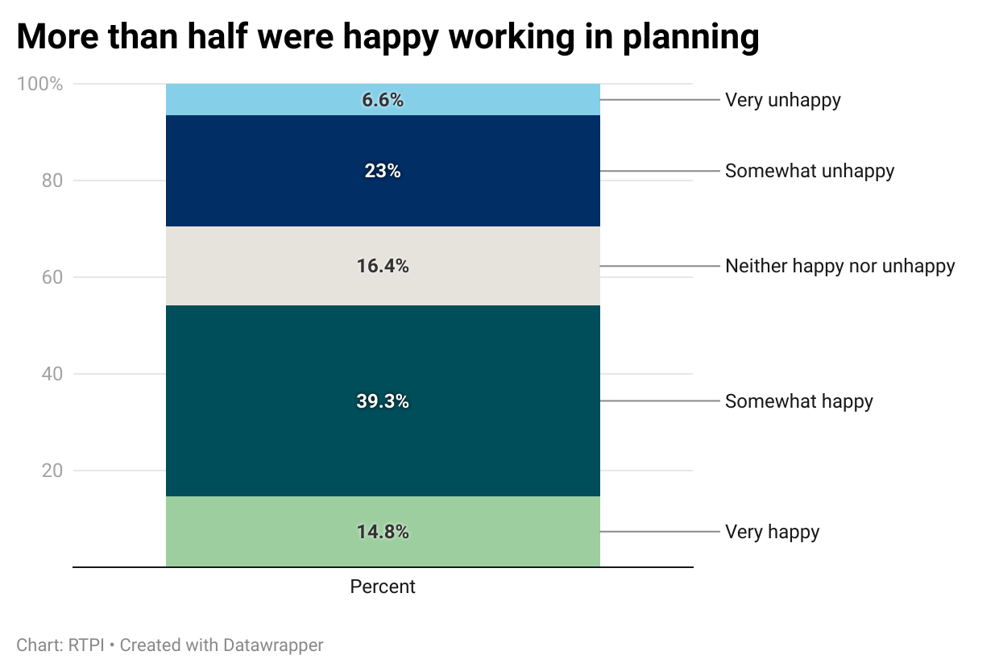 More than half were happy working in planning
100%
6.6%
Very unhappy
23%
Somewhat unhappy
80
16.4%
Neither happy nor unhappy
60
40
39.3%
Somewhat happy
20
14.8%
Very happy
Percent
Chart: RTPI • Created with Datawrapper